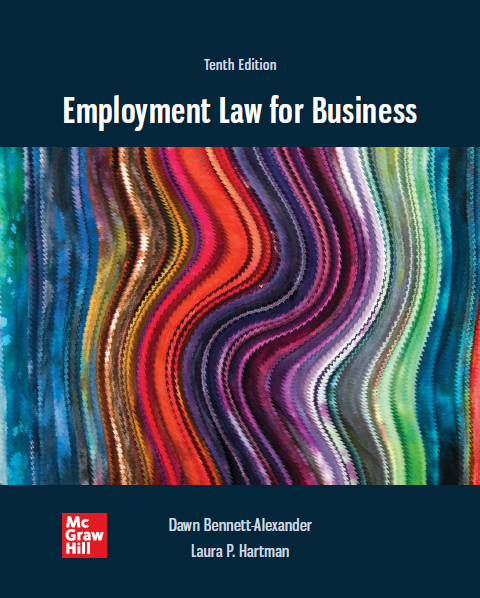 Tenth Edition
Employment Law for Business
Mc
Graw
Hill
Dawn Bennett-Alexander
Laura P. Hartman